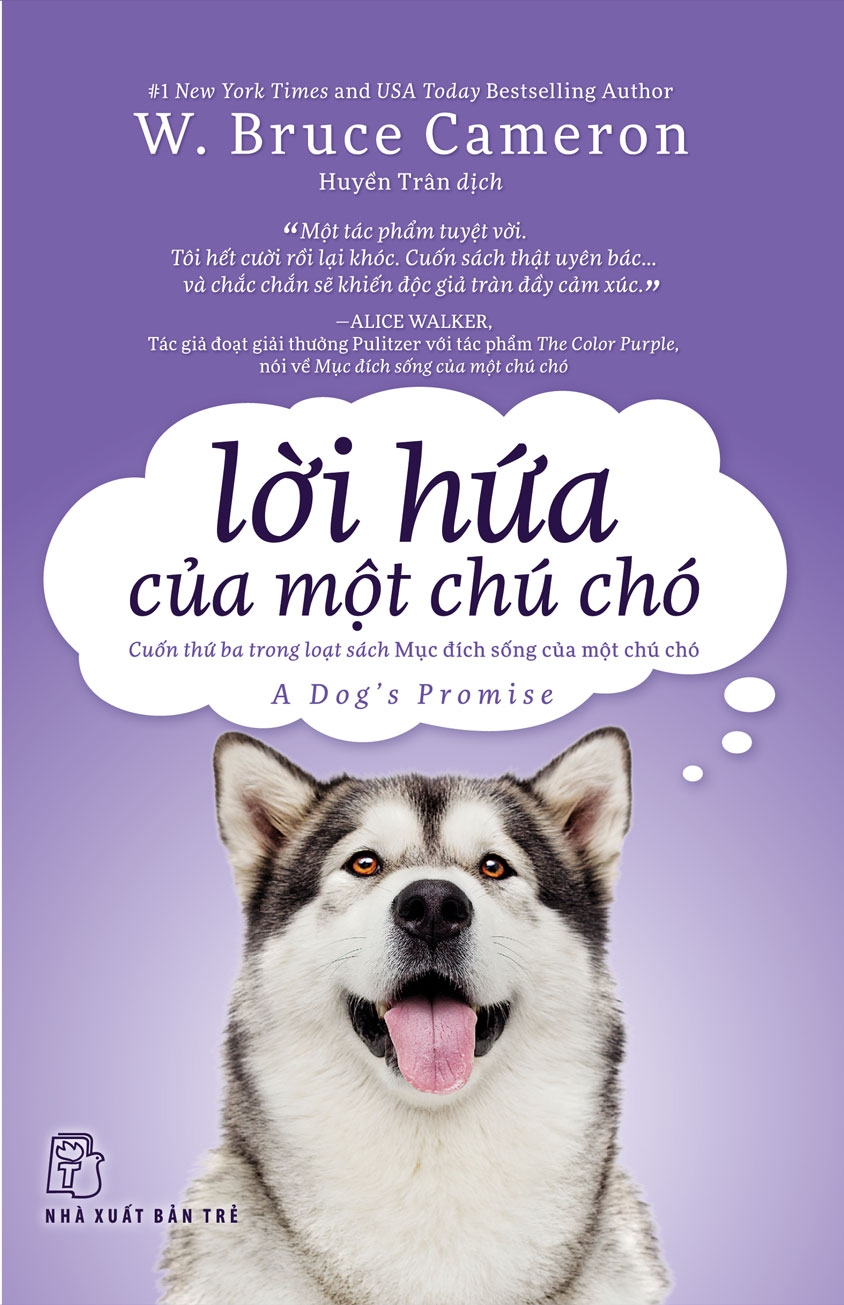 #1 New York Times and USA Today Bestselling Author
W. Bruce Cameron
Huyền Trân dịch
“Một tác phẩm tuyệt vời.
Tôi hết cười rồi lại khóc. Cuốn sách thật uyên bác...
và chắc chắn sẽ khiến độc giả tràn đầy cảm xúc.”
—ALICE WALKER,
Tác giả đoạt giải thưởng Pulitzer với tác phẩm The Color Purple,
nói về Mục đích sống của một chú chó
lời hứa
của một chú chó
Cuốn thứ ba trong loạt sách Mục đích sống của một chú chó
A Dog’s Promise
T
NHÀ XUẤT BẢN TRẺ